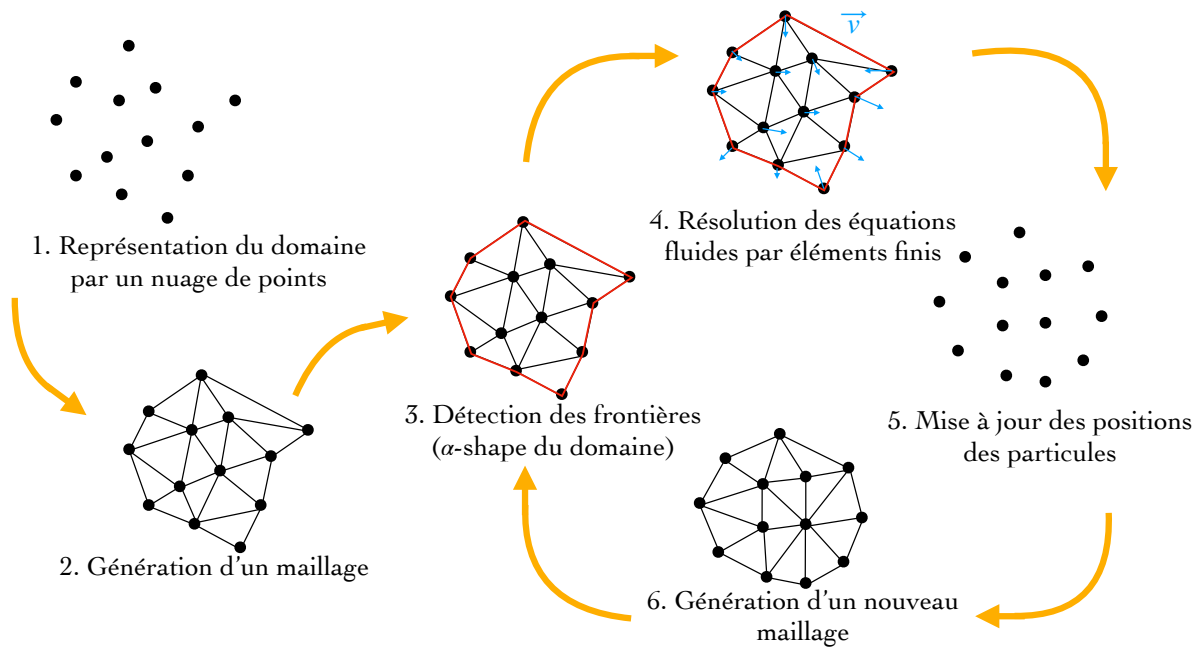 1. Représentation du domaine
par un nuage de points
2. Génération d'un maillage
3. Détection des frontières
(α-shape du domaine)
v
4. Résolution des équations
fluides par éléments finis
5. Mise à jour des positions
des particules
6. Génération d'un nouveau
maillage